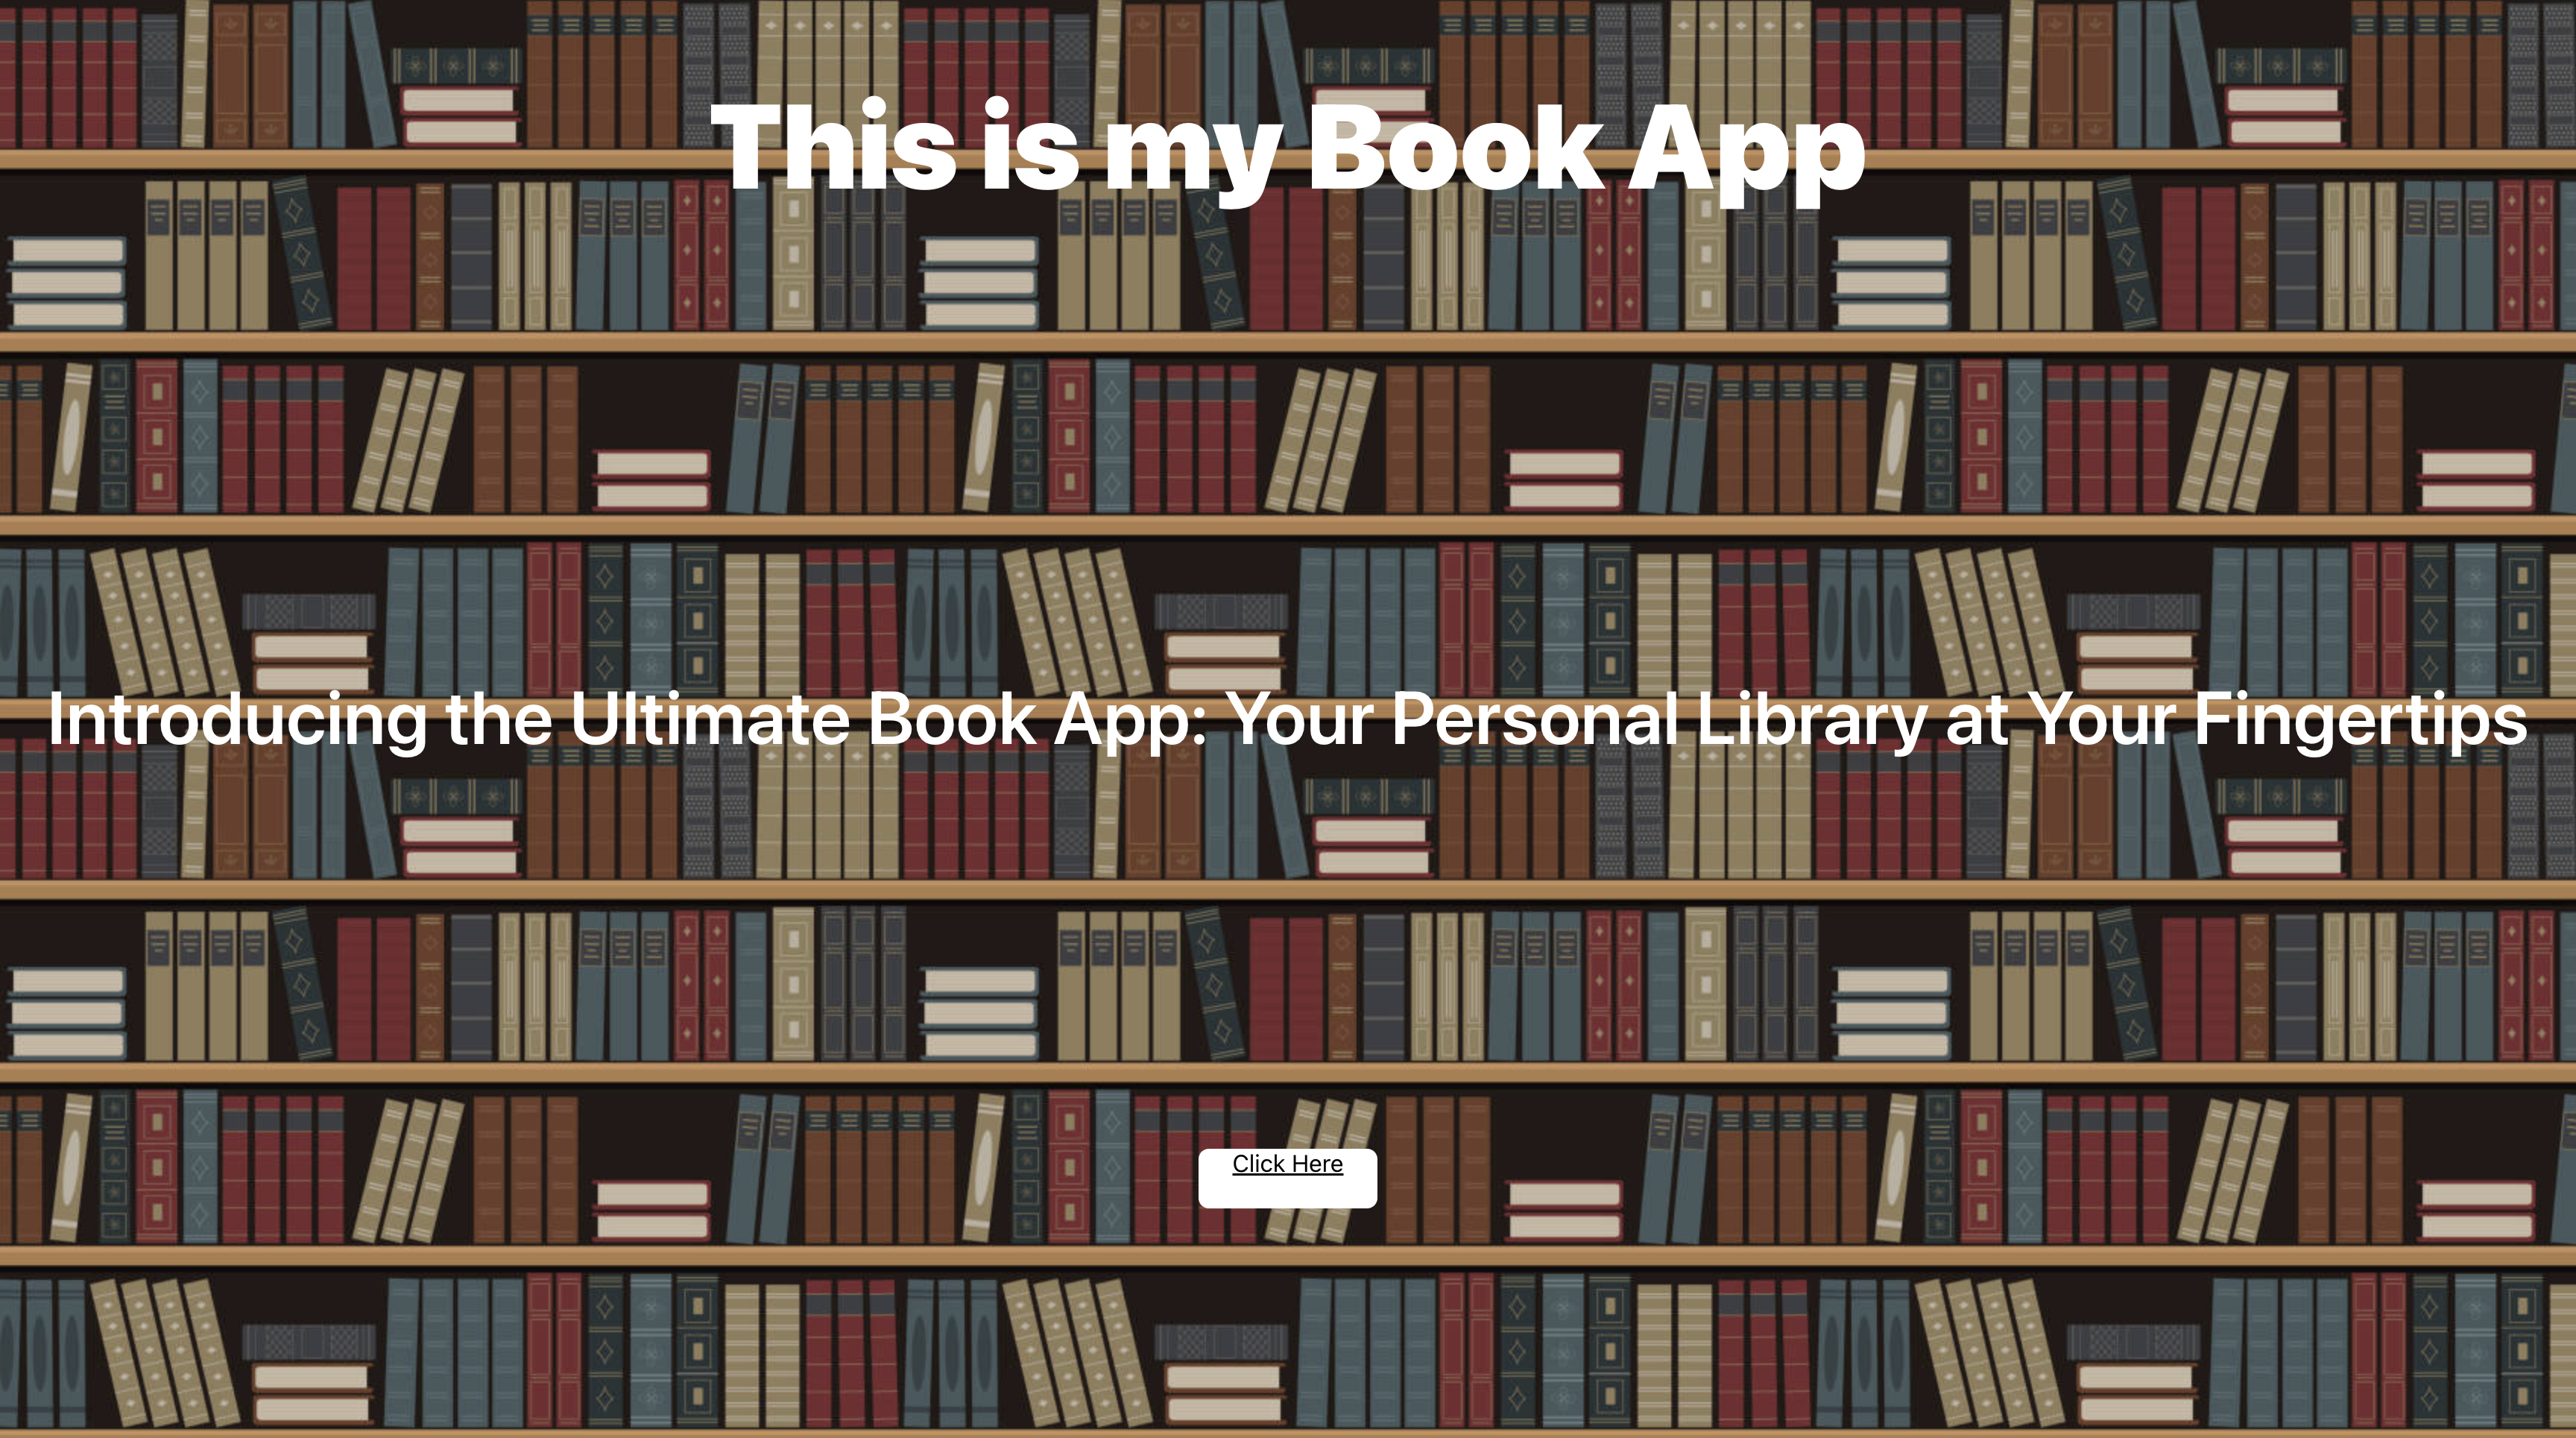 This is my Book App
Introducing the Ultimate Book App: Your Personal Library at Your Fingertips
Click Here